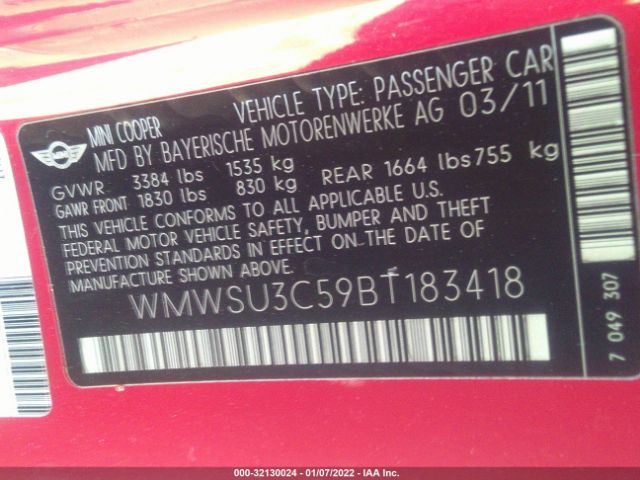 MINI COOPER VEHICLE TYPE: PASSENGER CAR
MFD BY BAYERISCHE MOTORENWERKE AG 03/11
GVWR 3384 lbs 1535 kg
GAWR FRONT 1830 lbs 830 kg REAR 1664 lbs 755 kg
THIS VEHICLE CONFORMS TO ALL APPLICABLE U.S.
FEDERAL MOTOR VEHICLE SAFETY, BUMPER AND THEFT
PREVENTION STANDARDS IN EFFECT ON THE DATE OF
MANUFACTURE SHOWN ABOVE.
WMWSU3C59BT183418
7 049 307
000-32130024 - 01/07/2022 - IAA Inc.